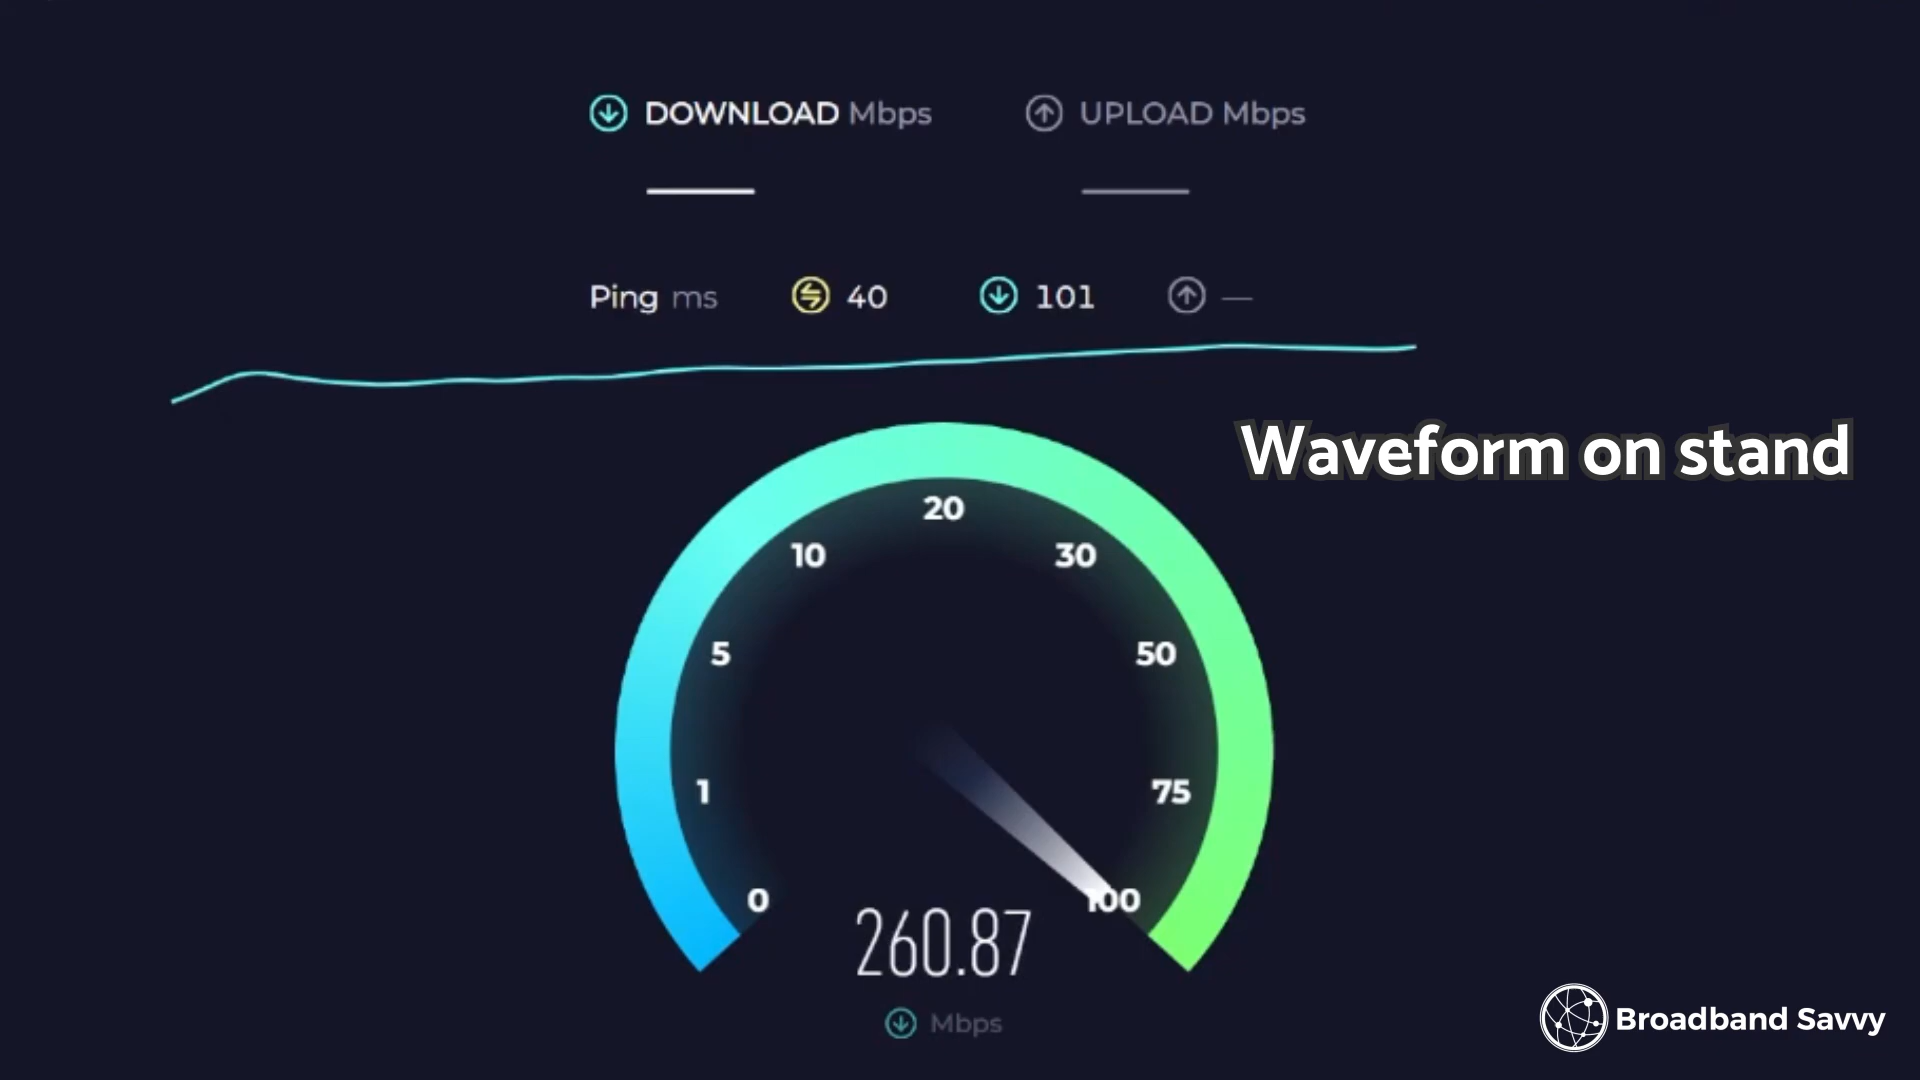 DOWNLOAD Mbps
UPLOAD Mbps
Ping ms 40 101 —
Waveform on stand
20
10
30
5
50
1
75
0
100
260.87
Mbps
Broadband Savvy